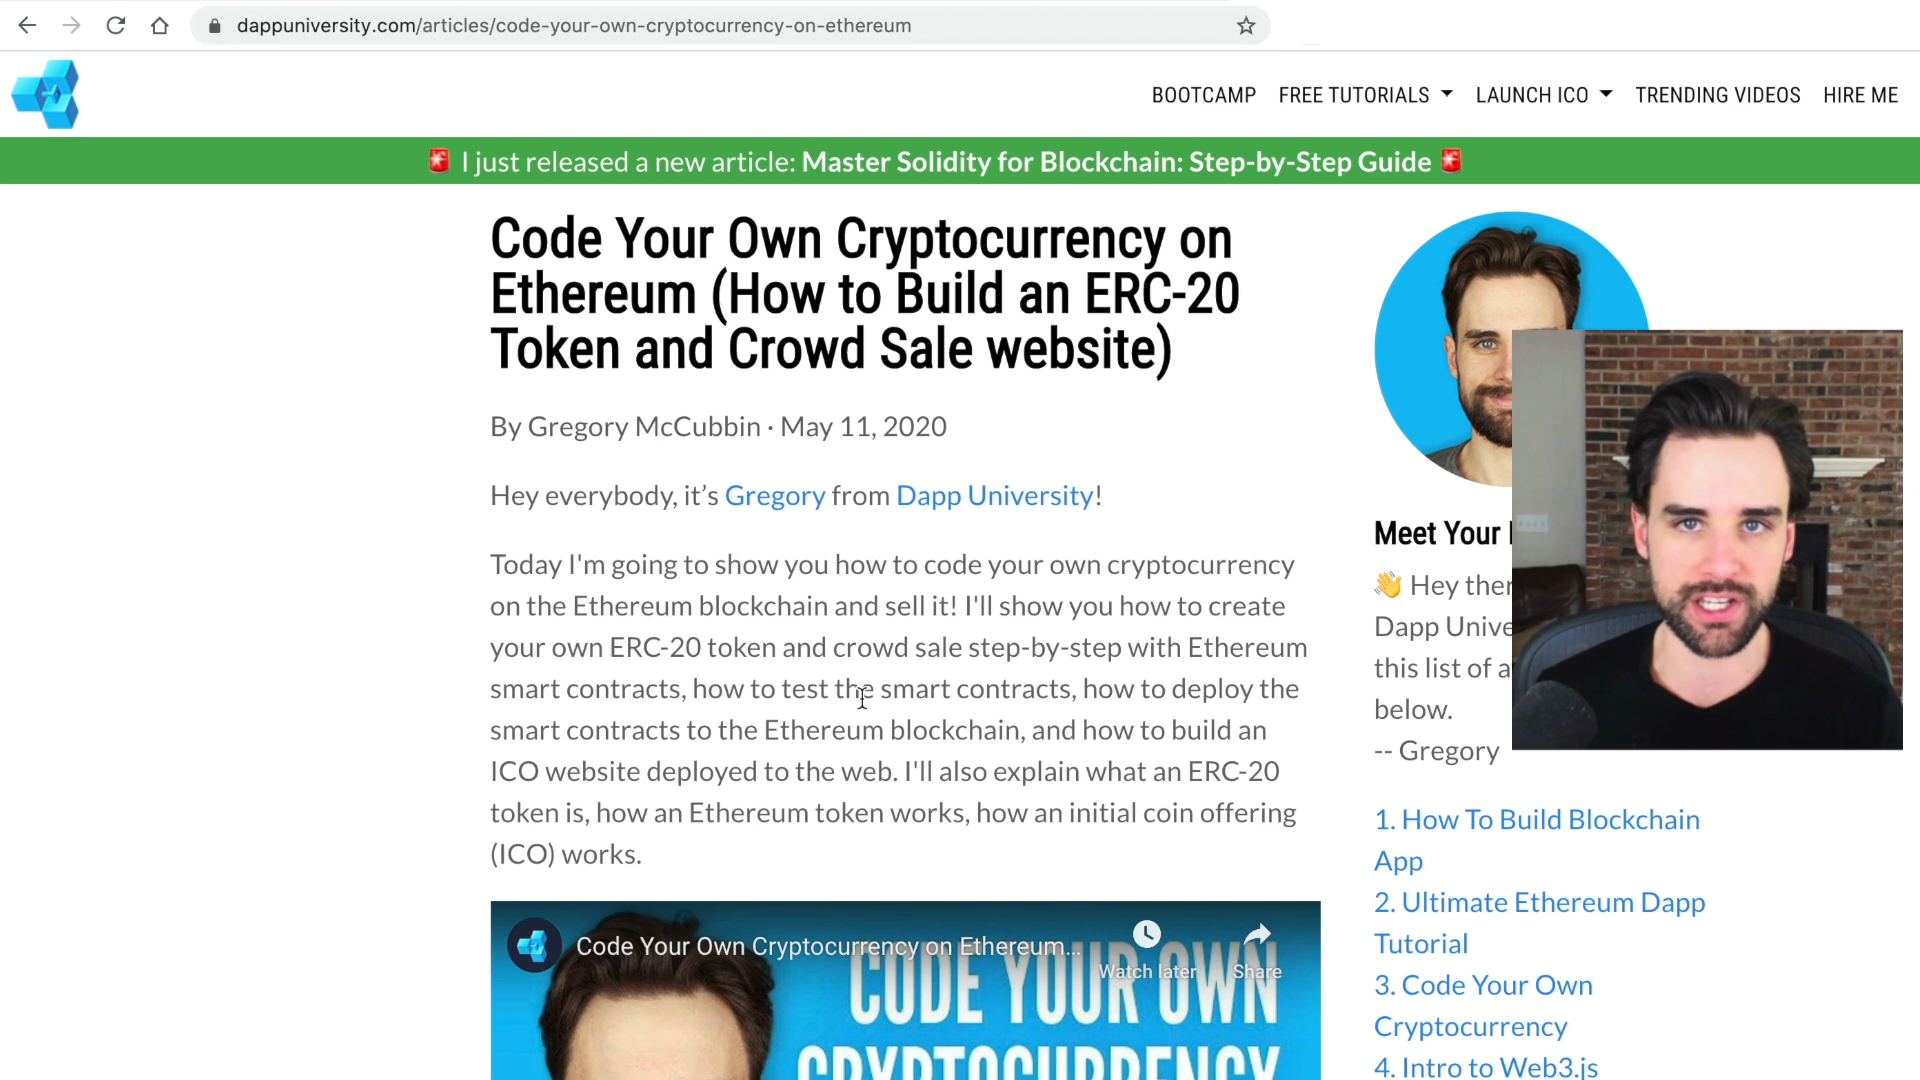 dappuniversity.com/articles/code-your-own-cryptocurrency-on-ethereum
BOOTCAMP FREE TUTORIALS LAUNCH ICO TRENDING VIDEOS HIRE ME
🚨 I just released a new article: Master Solidity for Blockchain: Step-by-Step Guide 🚨
Code Your Own Cryptocurrency on
Ethereum (How to Build an ERC-20
Token and Crowd Sale website)
By Gregory McCubbin · May 11, 2020
Hey everybody, it’s Gregory from Dapp University!
Today I'm going to show you how to code your own cryptocurrency
on the Ethereum blockchain and sell it! I'll show you how to create
your own ERC-20 token and crowd sale step-by-step with Ethereum
smart contracts, how to test the smart contracts, how to deploy the
smart contracts to the Ethereum blockchain, and how to build an
ICO website deployed to the web. I'll also explain what an ERC-20
token is, how an Ethereum token works, how an initial coin offering
(ICO) works.
Code Your Own Cryptocurrency on Ethereum...
Watch later Share
CODE YOUR OWN
CRYPTOCURRENCY
Meet Your
👋 Hey ther
Dapp Unive
this list of a
below.
-- Gregory
1. How To Build Blockchain
App
2. Ultimate Ethereum Dapp
Tutorial
3. Code Your Own
Cryptocurrency
4. Intro to Web3.js